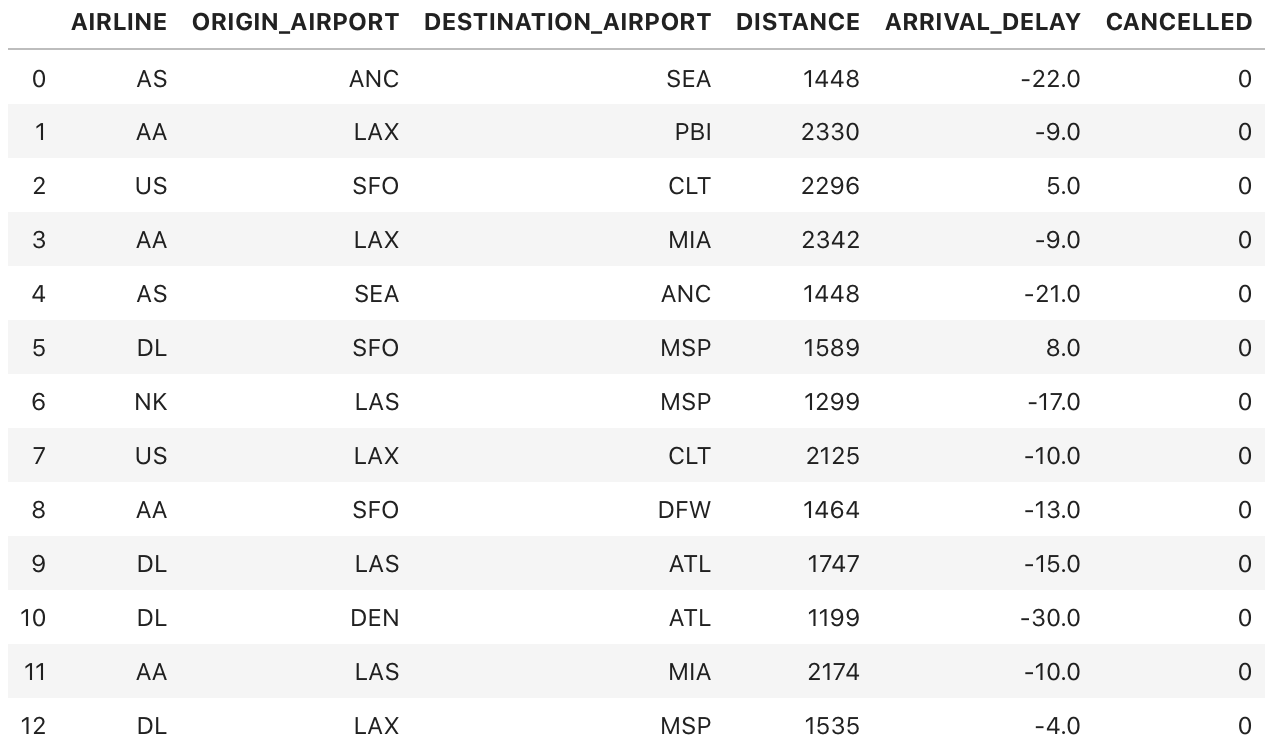 AIRLINE ORIGIN_AIRPORT DESTINATION_AIRPORT DISTANCE ARRIVAL_DELAY CANCELLED
0 AS ANC SEA 1448 -22.0 0
1 AA LAX PBI 2330 -9.0 0
2 US SFO CLT 2296 5.0 0
3 AA LAX MIA 2342 -9.0 0
4 AS SEA ANC 1448 -21.0 0
5 DL SFO MSP 1589 8.0 0
6 NK LAS MSP 1299 -17.0 0
7 US LAX CLT 2125 -10.0 0
8 AA SFO DFW 1464 -13.0 0
9 DL LAS ATL 1747 -15.0 0
10 DL DEN ATL 1199 -30.0 0
11 AA LAS MIA 2174 -10.0 0
12 DL LAX MSP 1535 -4.0 0